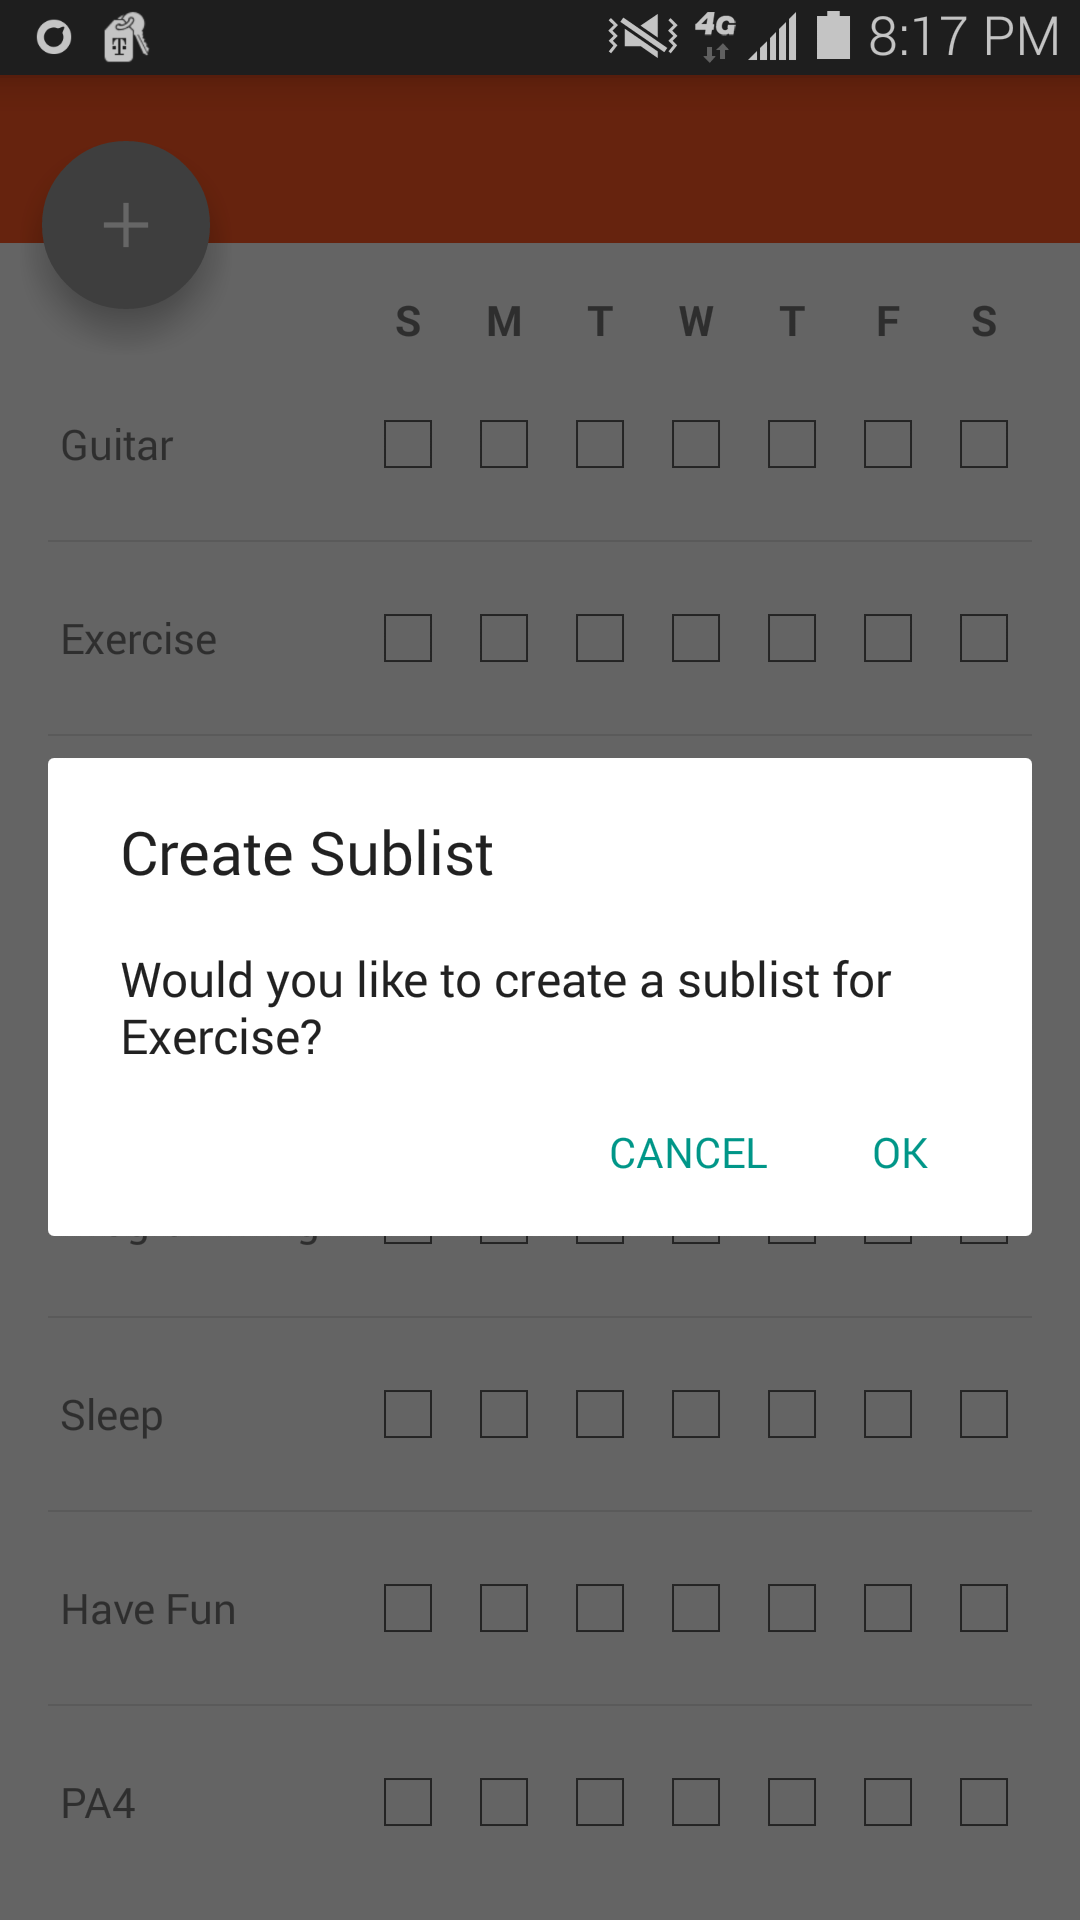 4G 8:17 PM
S M T W T F S
Guitar
Exercise
Create Sublist
Would you like to create a sublist for
Exercise?
CANCEL OK
Sleep
Have Fun
PA4